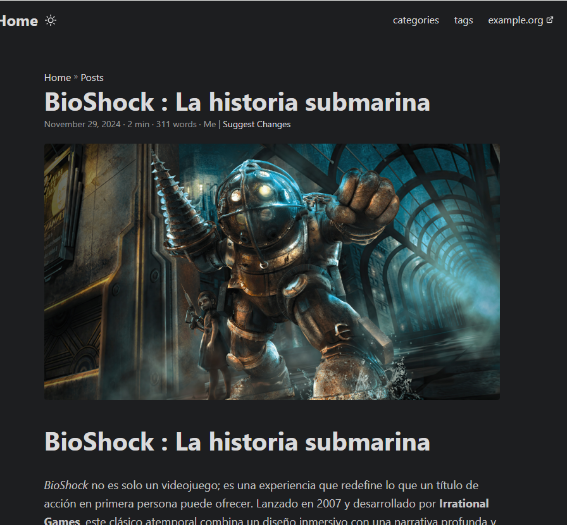 Home
categories tags example.org
Home » Posts
BioShock : La historia submarina
November 29, 2024 · 2 min · 311 words · Me | Suggest Changes
BioShock : La historia submarina
BioShock no es solo un videojuego; es una experiencia que redefine lo que un título de
acción en primera persona puede ofrecer. Lanzado en 2007 y desarrollado por Irrational
Games, este clásico atemporal combina un diseño inmersivo con una narrativa profunda y